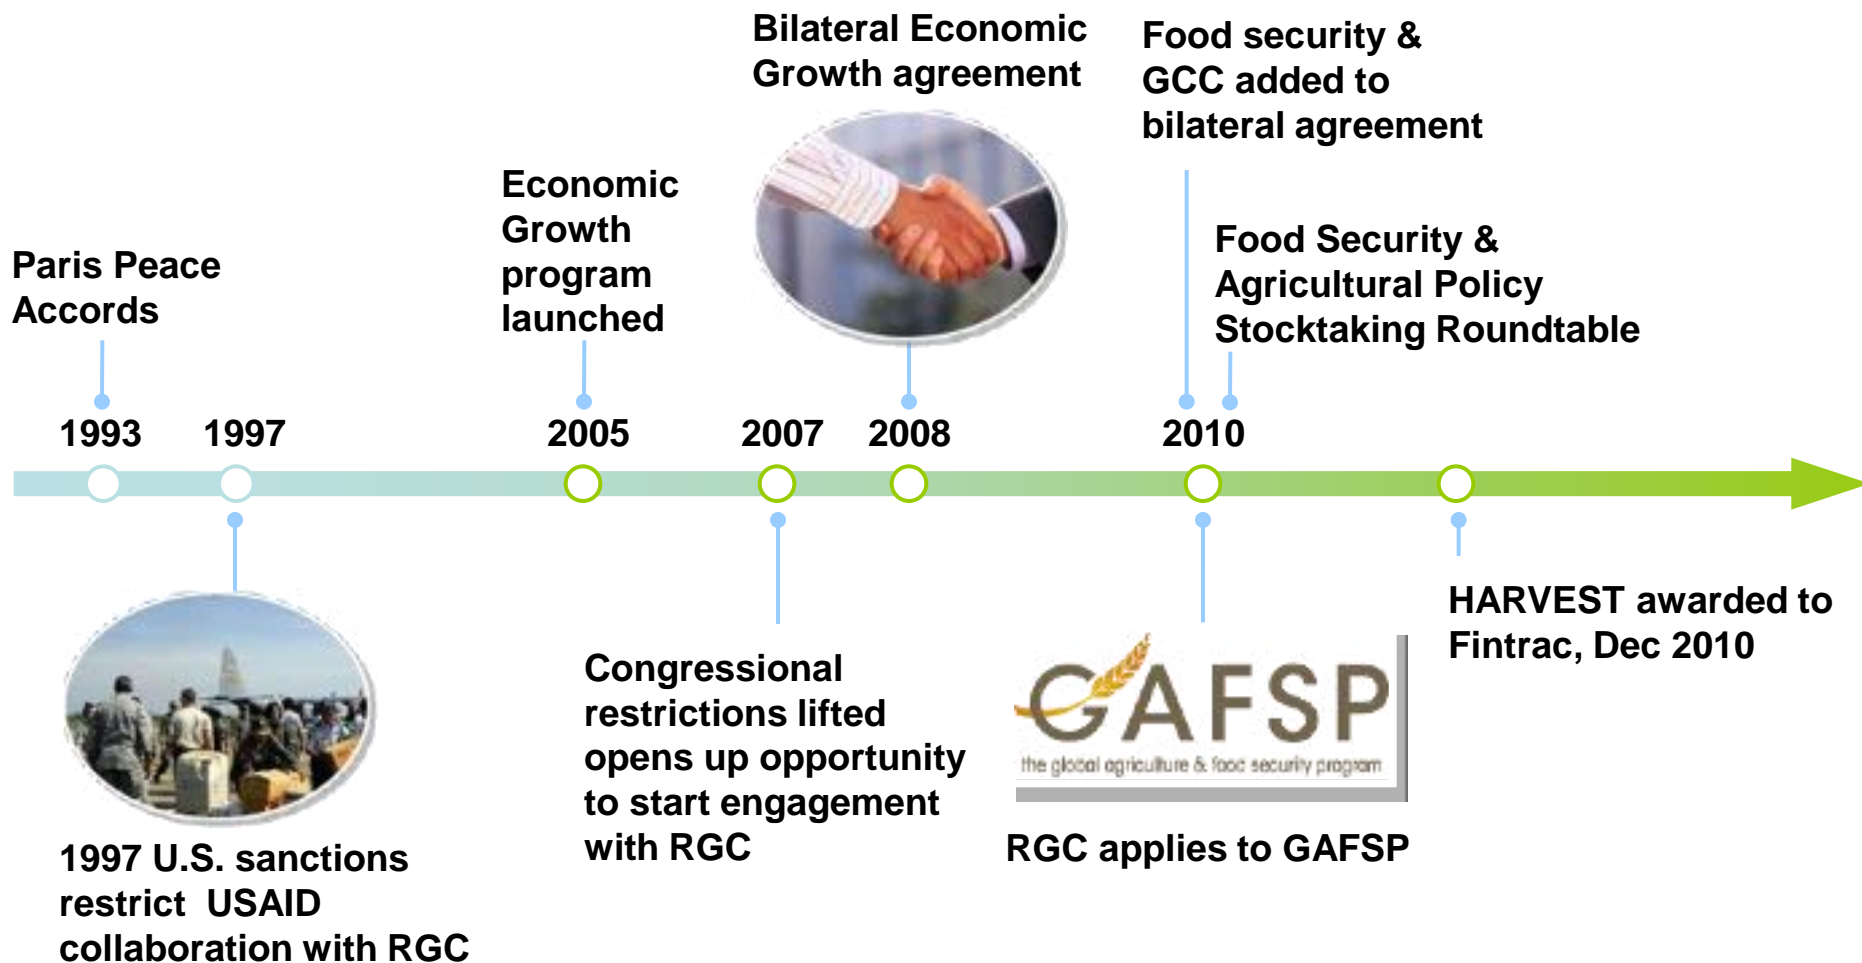 Bilateral Economic
Growth agreement
Food security &
GCC added to
bilateral agreement
Economic
Growth
program
launched
Paris Peace
Accords
Food Security &
Agricultural Policy
Stocktaking Roundtable
1993
1997
2005
2007
2008
2010
1997 U.S. sanctions
restrict USAID
collaboration with RGC
Congressional
restrictions lifted
opens up opportunity
to start engagement
with RGC
GAFSP
the global agriculture & food security program
RGC applies to GAFSP
HARVEST awarded to
Fintrac, Dec 2010